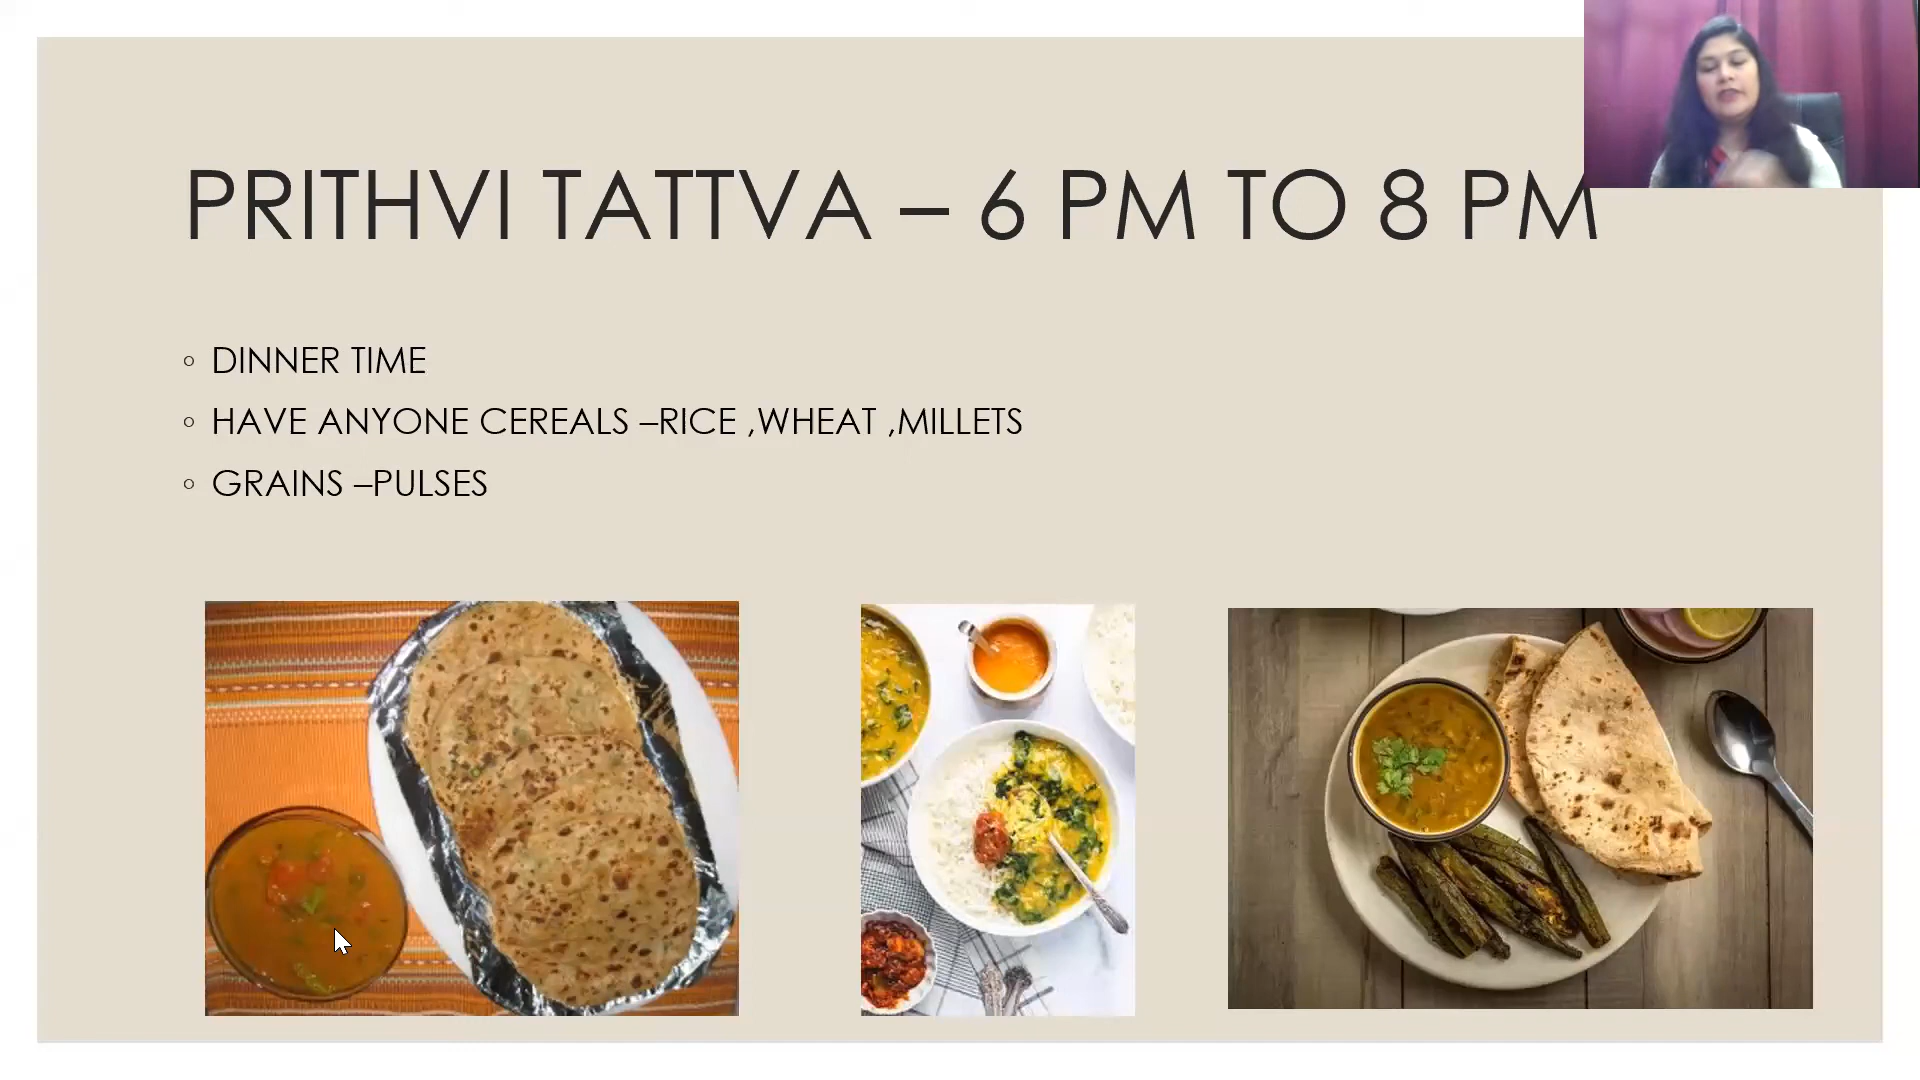 PRITHVI TATTVA – 6 PM TO 8 PM
◦ DINNER TIME
◦ HAVE ANYONE CEREALS –RICE ,WHEAT ,MILLETS
◦ GRAINS –PULSES